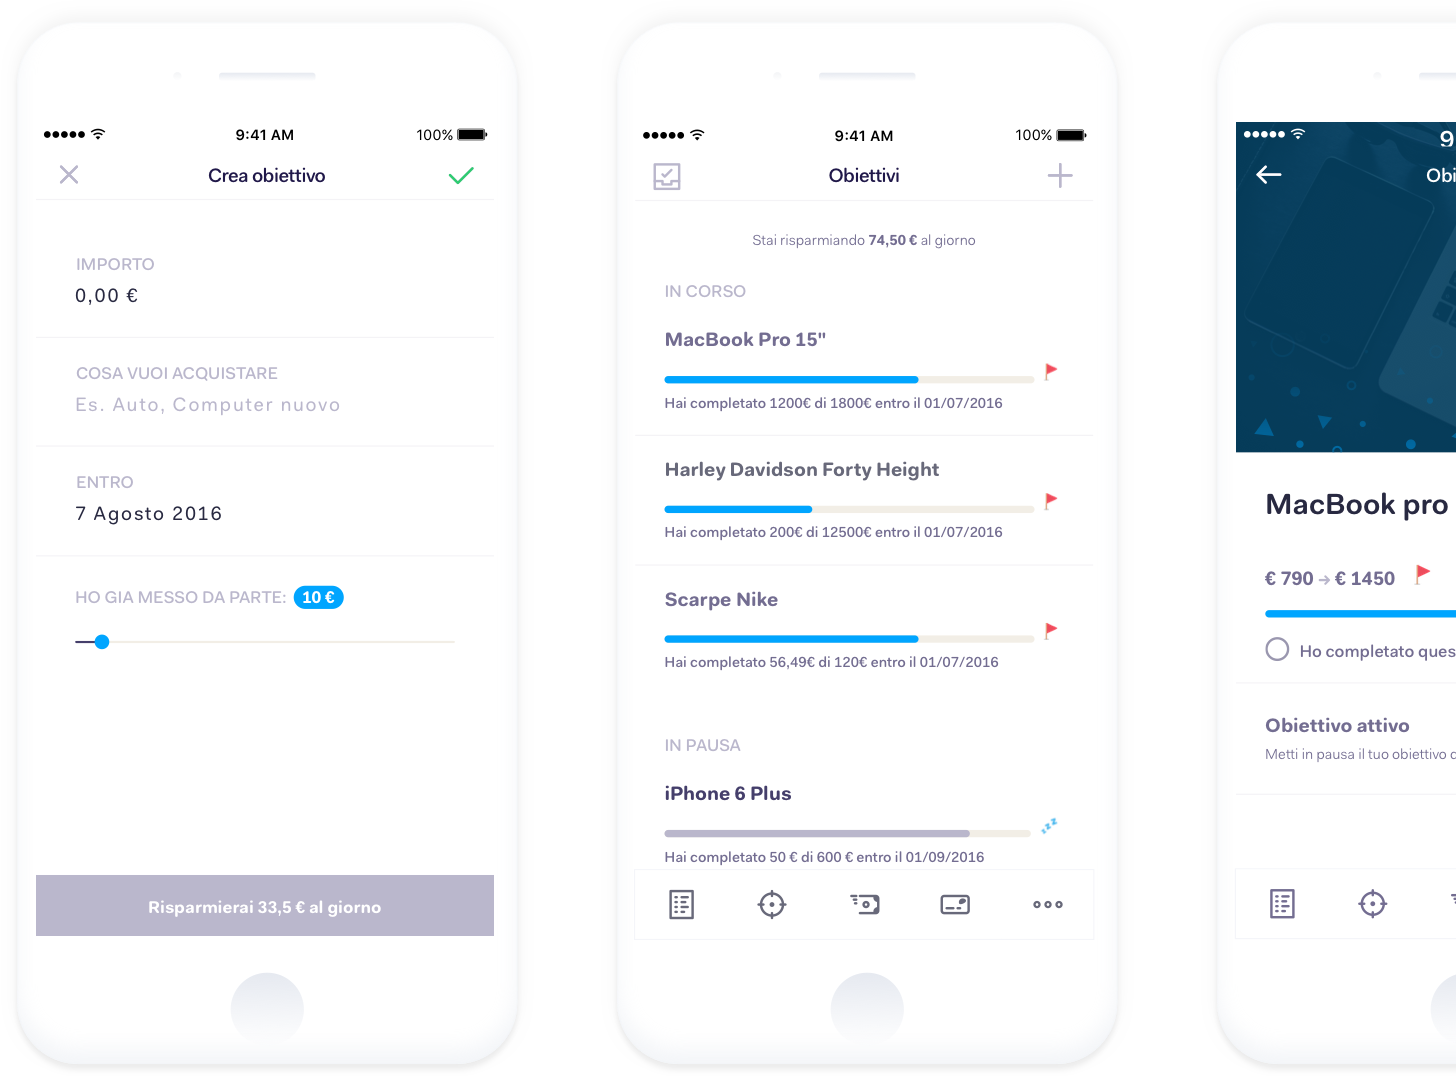 9:41 AM
100%
Crea obiettivo
IMPORTO
0,00 €
COSA VUOI ACQUISTARE
Es. Auto, Computer nuovo
ENTRO
7 Agosto 2016
HO GIA MESSO DA PARTE: 10 €
Risparmierai 33,5 € al giorno
9:41 AM
100%
Obiettivi
Stai risparmiando 74,50 € al giorno
IN CORSO
MacBook Pro 15"
Hai completato 1200€ di 1800€ entro il 01/07/2016
Harley Davidson Forty Height
Hai completato 200€ di 12500€ entro il 01/07/2016
Scarpe Nike
Hai completato 56,49€ di 120€ entro il 01/07/2016
IN PAUSA
iPhone 6 Plus
Hai completato 50 € di 600 € entro il 01/09/2016
9
Obi
MacBook pro
€ 790 → € 1450
Ho completato ques
Obiettivo attivo
Metti in pausa il tuo obiettivo